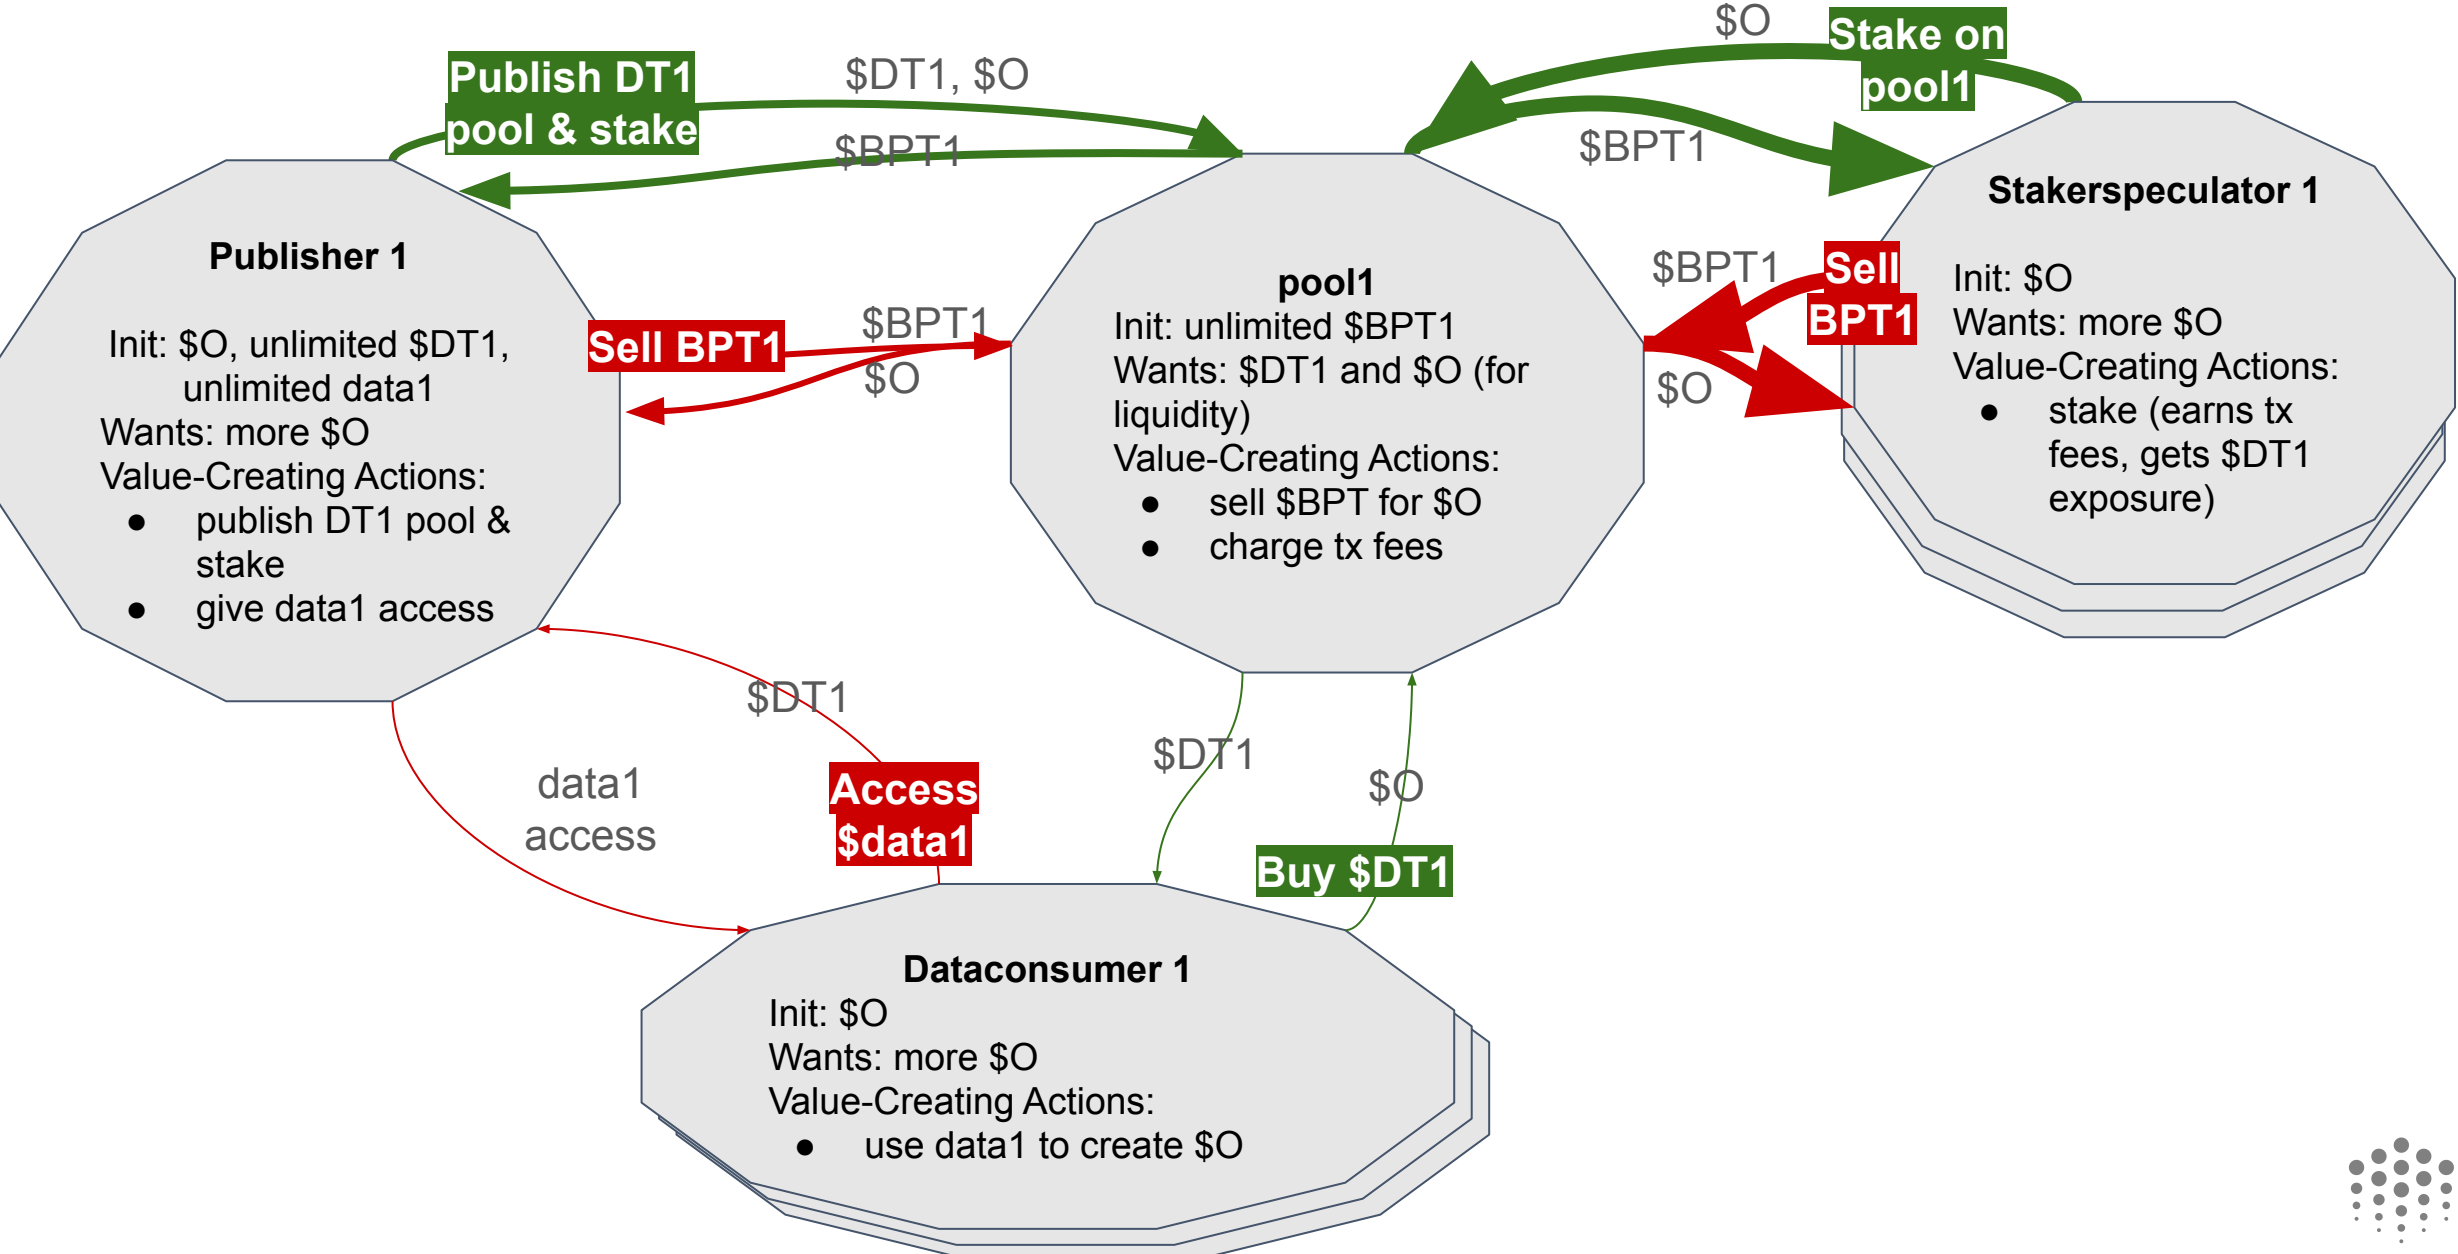 $O
Stake on
pool1
Publish DT1
pool & stake
$DT1, $O
$BPT1
$BPT1
Publisher 1
Init: $O, unlimited $DT1,
unlimited data1
Wants: more $O
Value-Creating Actions:
● publish DT1 pool &
stake
● give data1 access
Sell BPT1
$BPT1
$O
pool1
Init: unlimited $BPT1
Wants: $DT1 and $O (for
liquidity)
Value-Creating Actions:
● sell $BPT for $O
● charge tx fees
$BPT1
Sell
BPT1
$O
Stakerspeculator 1
Init: $O
Wants: more $O
Value-Creating Actions:
● stake (earns tx
fees, gets $DT1
exposure)
$DT1
data1
access
Access
$data1
$DT1
$O
Buy $DT1
Dataconsumer 1
Init: $O
Wants: more $O
Value-Creating Actions:
● use data1 to create $O